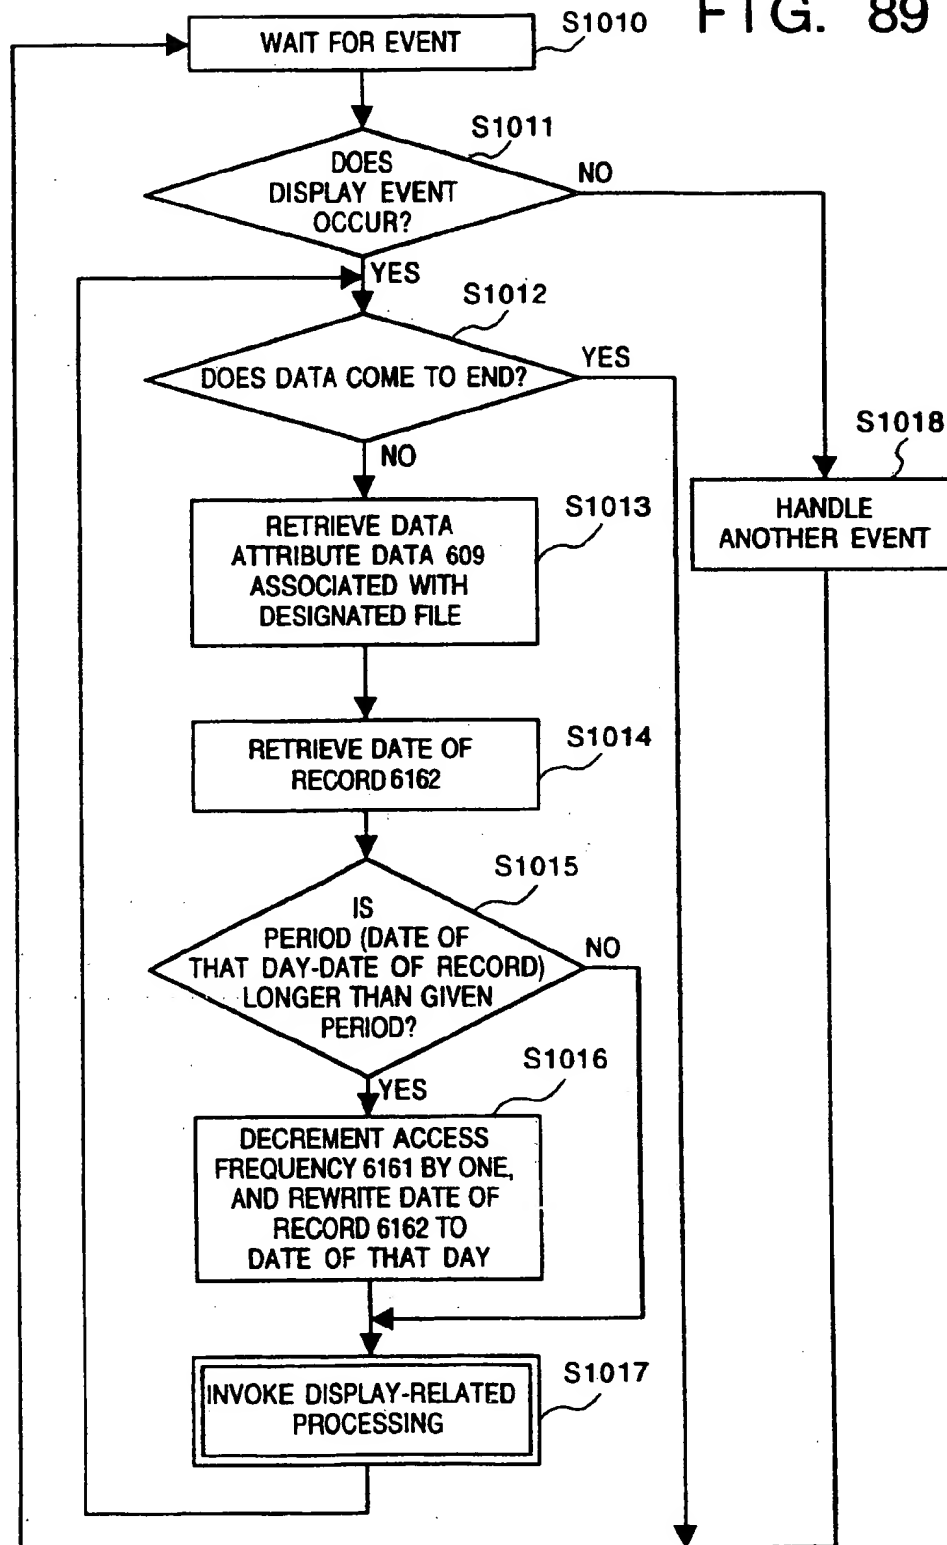 FIG. 89
WAIT FOR EVENT
S1010
S1011
DOES
DISPLAY EVENT
OCCUR?
NO
YES
S1012
DOES DATA COME TO END?
YES
NO
S1018
HANDLE
ANOTHER EVENT
S1013
RETRIEVE DATA
ATTRIBUTE DATA 609
ASSOCIATED WITH
DESIGNATED FILE
S1014
RETRIEVE DATE OF
RECORD 6162
S1015
IS
PERIOD (DATE OF
THAT DAY-DATE OF RECORD)
LONGER THAN GIVEN
PERIOD?
NO
YES
S1016
DECREMENT ACCESS
FREQUENCY 6161 BY ONE,
AND REWRITE DATE OF
RECORD 6162 TO
DATE OF THAT DAY
S1017
INVOKE DISPLAY-RELATED
PROCESSING